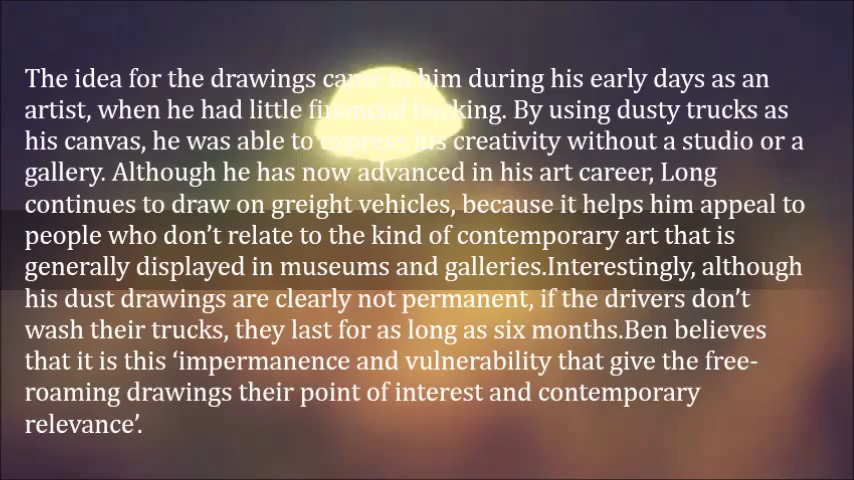 The idea for the drawings came to him during his early days as an
artist, when he had little financial backing. By using dusty trucks as
his canvas, he was able to express his creativity without a studio or a
gallery. Although he has now advanced in his art career, Long
continues to draw on greight vehicles, because it helps him appeal to
people who don’t relate to the kind of contemporary art that is
generally displayed in museums and galleries.Interestingly, although
his dust drawings are clearly not permanent, if the drivers don’t
wash their trucks, they last for as long as six months.Ben believes
that it is this ‘impermanence and vulnerability that give the free-
roaming drawings their point of interest and contemporary
relevance’.